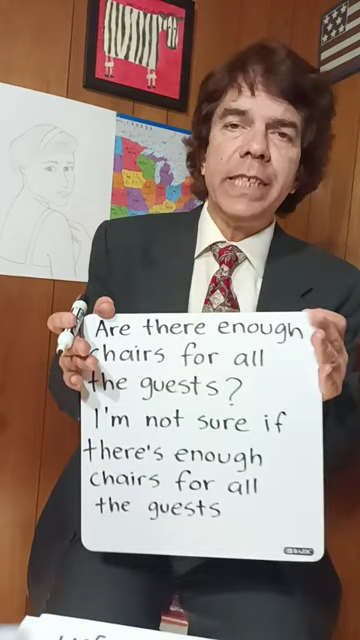 Are there enough
chairs for all
the guests?
I'm not sure if
there's enough
chairs for all
the guests